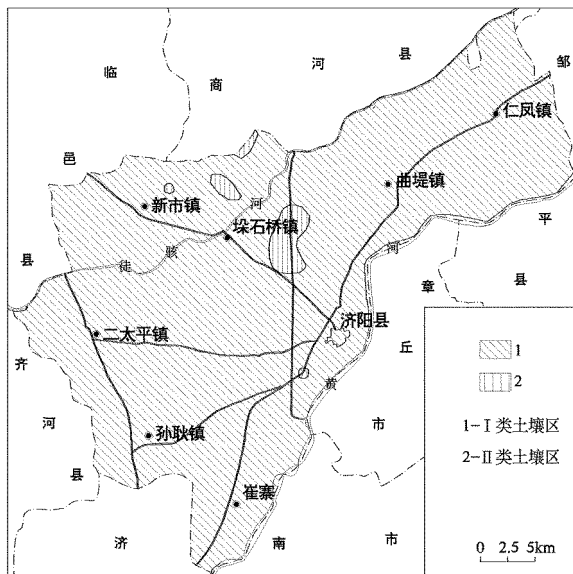 临
商
河
县
邹
仁凤镇
邑
曲堤镇
新市镇
河
垛石桥镇
骇
徒
平
县
河
章
县
济阳县
二太平镇
丘
齐
黄
河
市
孙耿镇
县
崔寨
济
南
市
1
2
1-I 类土壤区
2-II 类土壤区
0 2.5 5km